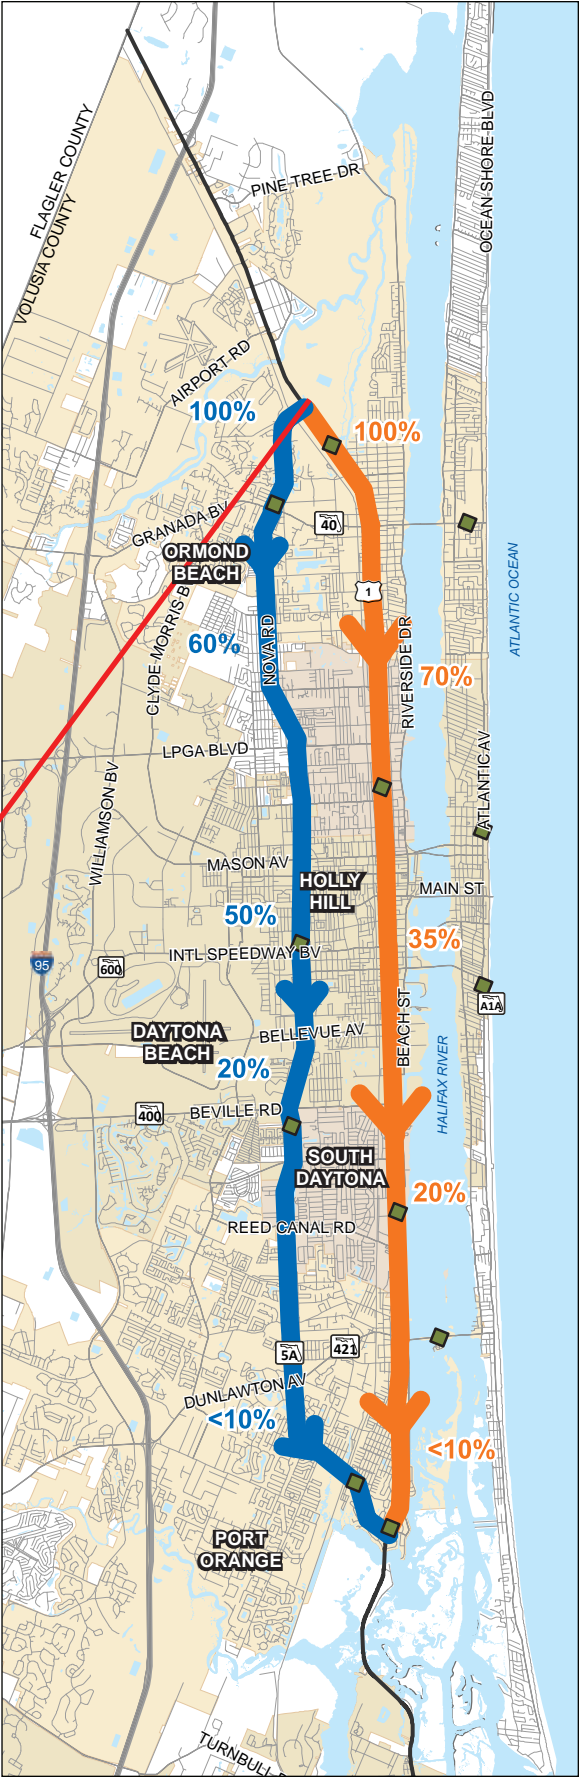 FLAGLER COUNTY
VOLUSIA COUNTY
PINE TREE DR
OCEAN SHORE BLVD
AIRPORT RD
100%
100%
GRANADA BV
40
ORMOND
BEACH
ATLANTIC OCEAN
1
CLYDE MORRIS B
60%
NOVA RD
RIVERSIDE DR
70%
LPGA BLVD
ATLANTIC AV
WILLIAMSON BV
MASON AV
HOLLY
HILL
MAIN ST
50%
35%
INTL SPEEDWAY BV
95
600
A1A
BEACH ST
DAYTONA
BEACH
BELLEVUE AV
HALIFAX RIVER
20%
BEVILLE RD
400
SOUTH
DAYTONA
20%
REED CANAL RD
5A
421
DUNLAWTON AV
<10%
<10%
PORT
ORANGE
TURNBULL